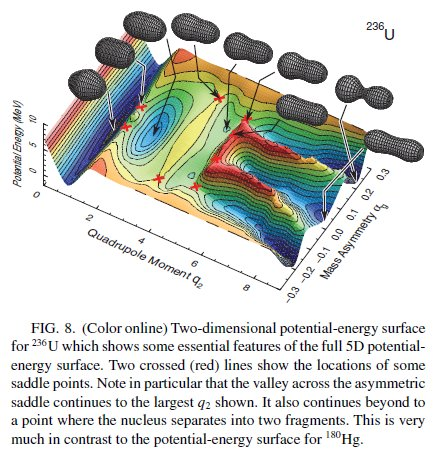 236U
Potential Energy (MeV)
10
5
0
0
2
4
6
8
Quadrupole Moment q2
-0.3 -0.2 -0.1 0.0 0.1 0.2 0.3
Mass Asymmetry αg
FIG. 8. (Color online) Two-dimensional potential-energy surface
for 236U which shows some essential features of the full 5D potential-
energy surface. Two crossed (red) lines show the locations of some
saddle points. Note in particular that the valley across the asymmetric
saddle continues to the largest q2 shown. It also continues beyond to
a point where the nucleus separates into two fragments. This is very
much in contrast to the potential-energy surface for 180Hg.